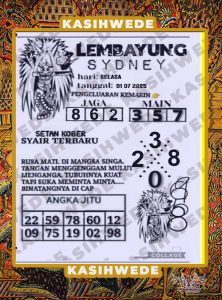 KASIHWEDE
LEMBAYUNG
SYDNEY
hari: SELASA
tanggal: 01 07 2025
PENGELUARAN KEMARIN
JAGA MAIN
8 6 2 3 5 7
SETAN KOBER
SYAIR TERBARU
2 3 8 0
RUSA MATI DI MANGSA SINGA.
TANGAN MENGGENGGAM MULUT
MENGANGA. TUBUHNYA KUAT
TAPI SUKA MEMINTA MINTA.....
BINATANGNYA DI CAP
ANGKA JITU
22 59 78 60 12
09 75 50 98 02
COLLAGE
KASIHWEDE